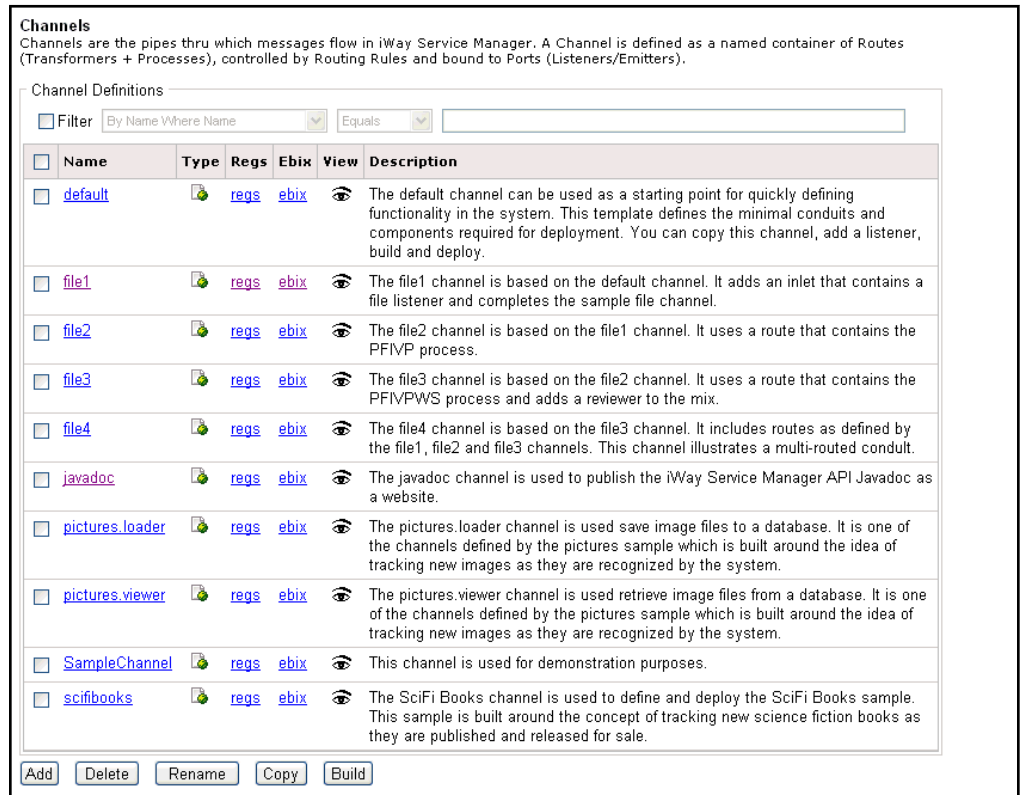 Channels
Channels are the pipes thru which messages flow in iWay Service Manager. A Channel is defined as a named container of Routes
(Transformers + Processes), controlled by Routing Rules and bound to Ports (Listeners/Emitters).
Channel Definitions
Filter By Name Where Name Equals
Name Type Regs Ebix View Description
default regs ebix The default channel can be used as a starting point for quickly defining
functionality in the system. This template defines the minimal conduits and
components required for deployment. You can copy this channel, add a listener,
build and deploy.
file1 regs ebix The file1 channel is based on the default channel. It adds an inlet that contains a
file listener and completes the sample file channel.
file2 regs ebix The file2 channel is based on the file1 channel. It uses a route that contains the
PFIVP process.
file3 regs ebix The file3 channel is based on the file2 channel. It uses a route that contains the
PFIVPWS process and adds a reviewer to the mix.
file4 regs ebix The file4 channel is based on the file3 channel. It includes routes as defined by
the file1, file2 and file3 channels. This channel illustrates a multi-routed condult.
javadoc regs ebix The javadoc channel is used to publish the iWay Service Manager API Javadoc as
a website.
pictures.loader regs ebix The pictures.loader channel is used save image files to a database. It is one of
the channels defined by the pictures sample which is built around the idea of
tracking new images as they are recognized by the system.
pictures.viewer regs ebix The pictures.viewer channel is used retrieve image files from a database. It is one
of the channels defined by the pictures sample which is built around the idea of
tracking new images as they are recognized by the system.
SampleChannel regs ebix This channel is used for demonstration purposes.
scifibooks regs ebix The SciFi Books channel is used to define and deploy the SciFi Books sample.
This sample is built around the concept of tracking new science fiction books as
they are published and released for sale.
Add Delete Rename Copy Build